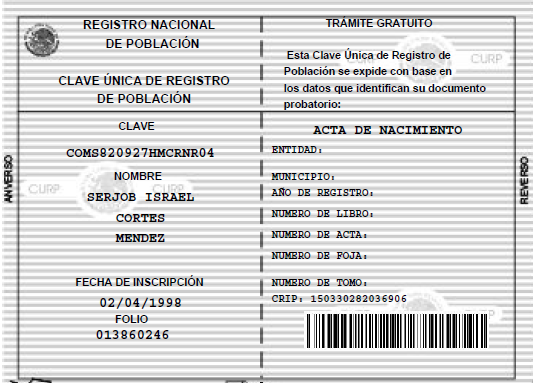 REGISTRO NACIONAL
DE POBLACIÓN
CLAVE ÚNICA DE REGISTRO
DE POBLACIÓN
CLAVE
COMS820927HMCRNR04
NOMBRE
SERJOB ISRAEL
CORTES
MENDEZ
FECHA DE INSCRIPCIÓN
02/04/1998
FOLIO
013860246
ANVERSO
CURP
CURP
TRÁMITE GRATUITO
Esta Clave Única de Registro de
Población se expide con base en
los datos que identifican su documento
probatorio:
CURP
ACTA DE NACIMIENTO
ENTIDAD:
MUNICIPIO:
AÑO DE REGISTRO:
NUMERO DE LIBRO:
NUMERO DE ACTA:
NUMERO DE FOJA:
NUMERO DE TOMO:
CRIP: 150330282036906
REVERSO